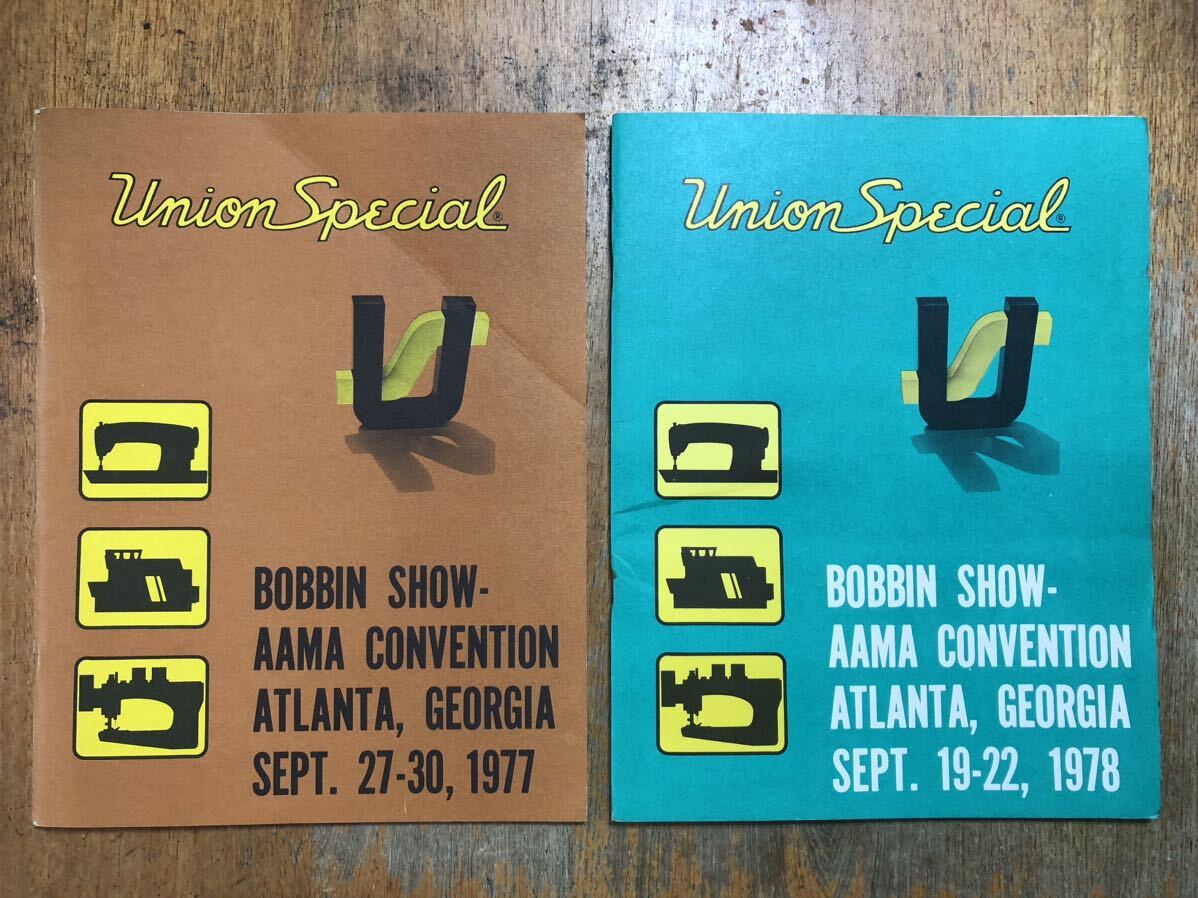 Union Special®
BOBBIN SHOW-
AAMA CONVENTION
ATLANTA, GEORGIA
SEPT. 27-30, 1977
Union Special®
BOBBIN SHOW-
AAMA CONVENTION
ATLANTA, GEORGIA
SEPT. 19-22, 1978